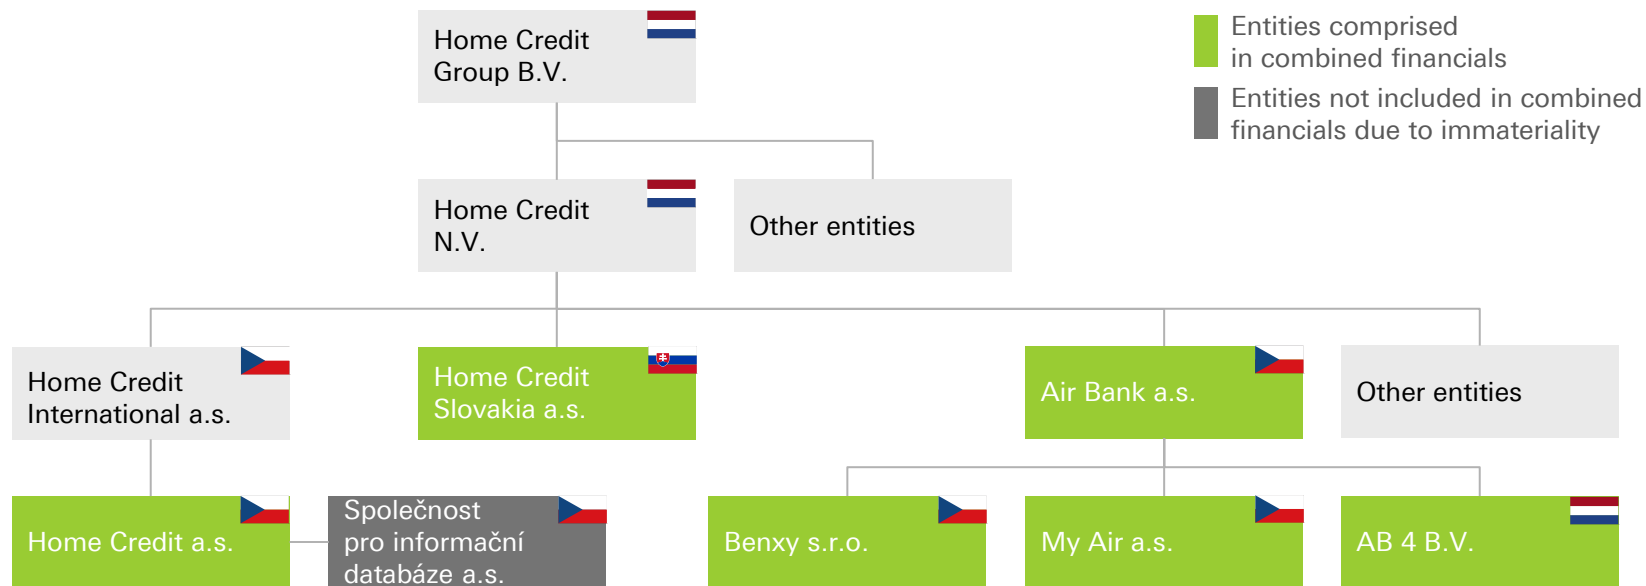 Home Credit
Group B.V.
Entities comprised
in combined financials
Entities not included in combined
financials due to immateriality
Home Credit
N.V.
Other entities
Home Credit
International a.s.
Home Credit
Slovakia a.s.
Air Bank a.s.
Other entities
Home Credit a.s.
Společnost
pro informační
databáze a.s.
Benxy s.r.o.
My Air a.s.
AB 4 B.V.